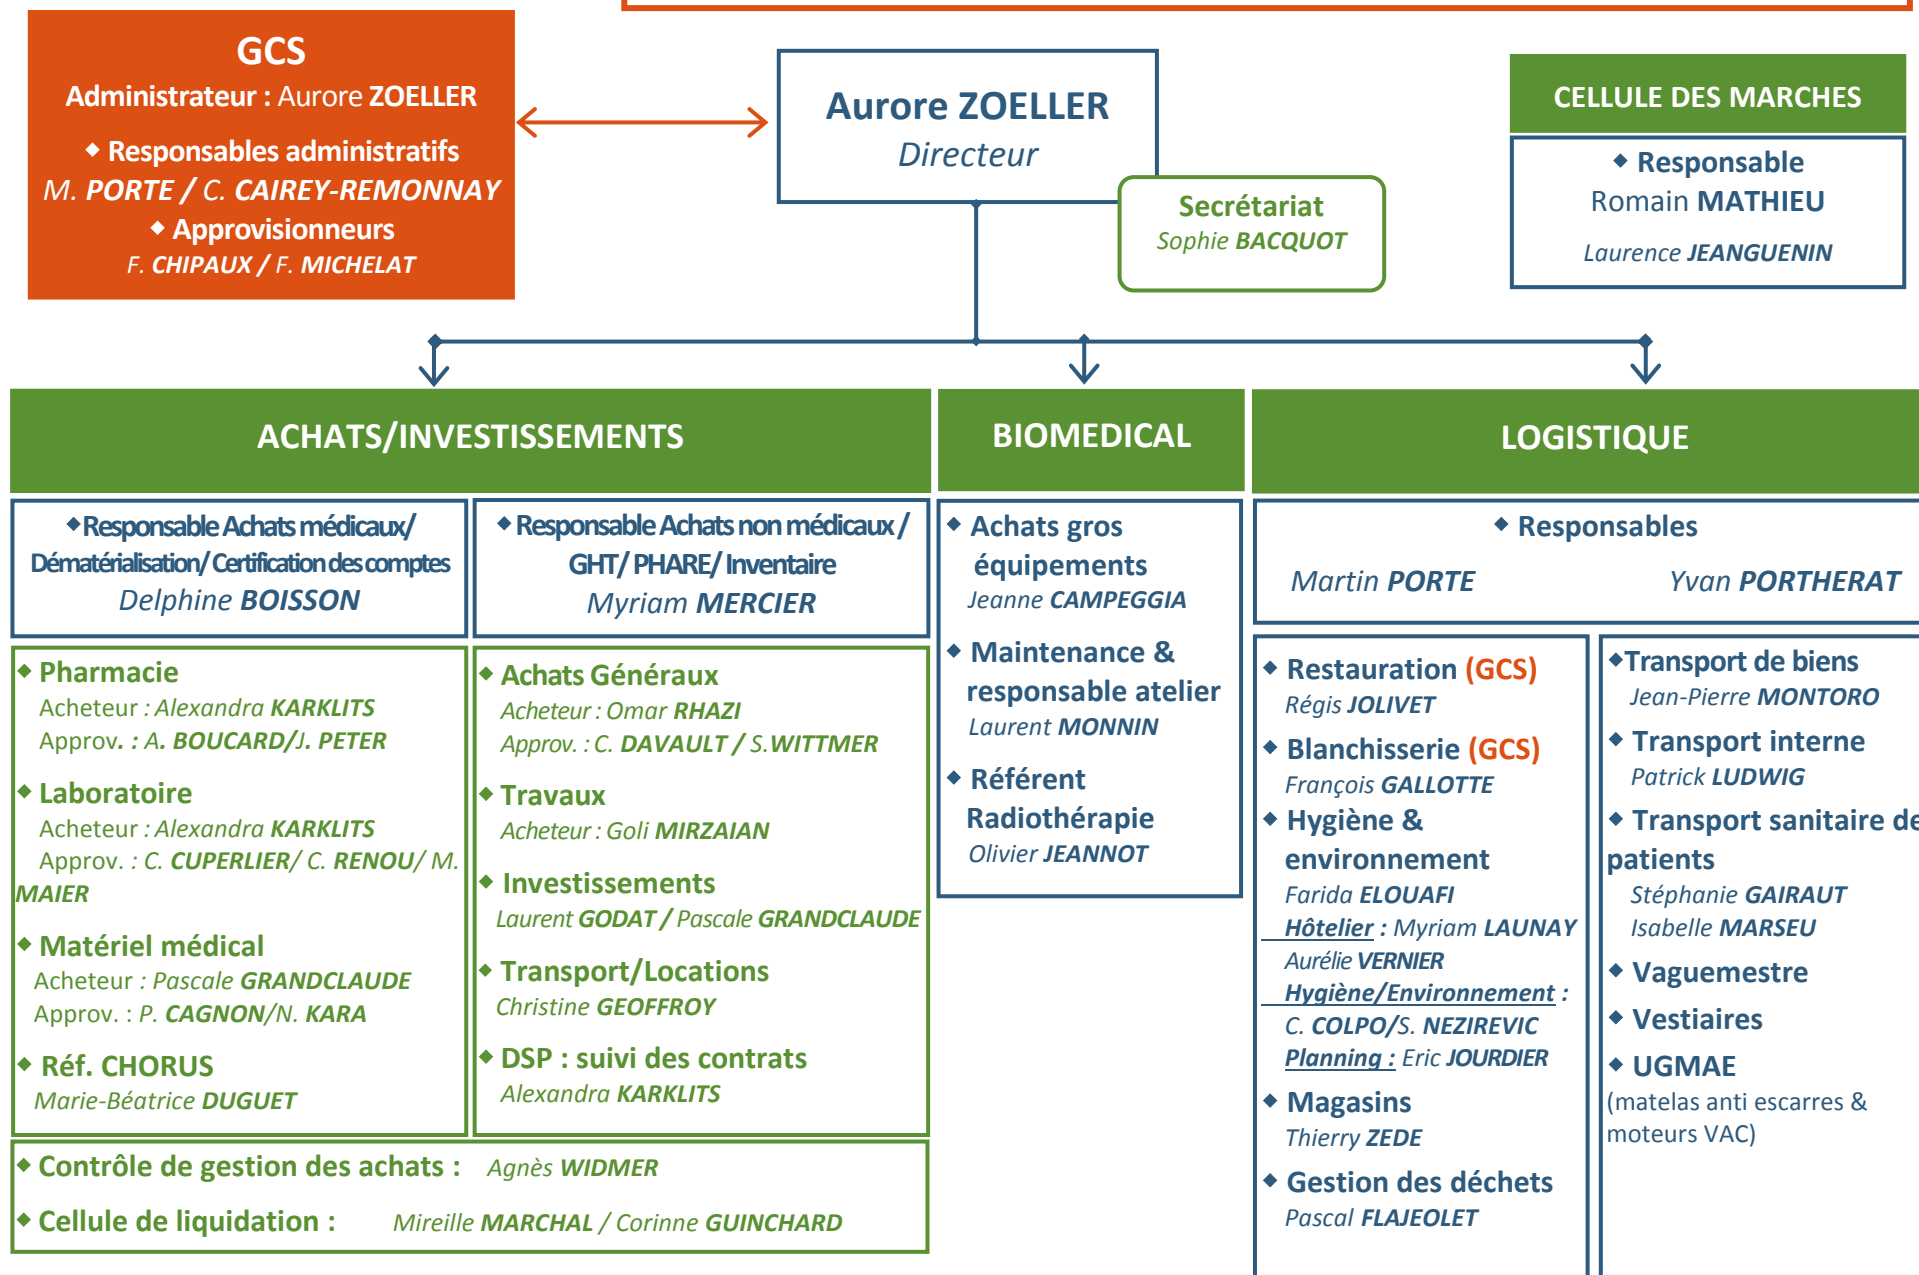 GCS
Administrateur : Aurore ZOELLER
◆ Responsables administratifs
M. PORTE / C. CAIREY-REMONNAY
◆ Approvisionneurs
F. CHIPAUX / F. MICHELAT
Aurore ZOELLER
Directeur
Secrétariat
Sophie BACQUOT
CELLULE DES MARCHES
◆ Responsable
Romain MATHIEU
Laurence JEANGUENIN
ACHATS/INVESTISSEMENTS
◆Responsable Achats médicaux/
Dématérialisation/ Certification des comptes
Delphine BOISSON
◆ Responsable Achats non médicaux /
GHT/ PHARE/ Inventaire
Myriam MERCIER
◆ Pharmacie
Acheteur : Alexandra KARKLITS
Approv. : A. BOUCARD/J. PETER
◆ Laboratoire
Acheteur : Alexandra KARKLITS
Approv. : C. CUPERLIER/ C. RENOU/ M.
MAIER
◆ Matériel médical
Acheteur : Pascale GRANDCLAUDE
Approv. : P. CAGNON/N. KARA
◆ Réf. CHORUS
Marie-Béatrice DUGUET
◆ Achats Généraux
Acheteur : Omar RHAZI
Approv. : C. DAVAULT / S.WITTMER
◆ Travaux
Acheteur : Goli MIRZAIAN
◆ Investissements
Laurent GODAT / Pascale GRANDCLAUDE
◆ Transport/Locations
Christine GEOFFROY
◆ DSP : suivi des contrats
Alexandra KARKLITS
◆ Contrôle de gestion des achats : Agnès WIDMER
◆ Cellule de liquidation : Mireille MARCHAL / Corinne GUINCHARD
BIOMEDICAL
◆ Achats gros
équipements
Jeanne CAMPEGGIA
◆ Maintenance &
responsable atelier
Laurent MONNIN
◆ Référent
Radiothérapie
Olivier JEANNOT
LOGISTIQUE
◆ Responsables
Martin PORTE Yvan PORTHERAT
◆ Restauration (GCS)
Régis JOLIVET
◆ Blanchisserie (GCS)
François GALLOTTE
◆ Hygiène &
environnement
Farida ELOUAFI
Hôtelier : Myriam LAUNAY
Aurélie VERNIER
Hygiène/Environnement :
C. COLPO/S. NEZIREVIC
Planning : Eric JOURDIER
◆ Magasins
Thierry ZEDE
◆ Gestion des déchets
Pascal FLAJEOLET
◆Transport de biens
Jean-Pierre MONTORO
◆ Transport interne
Patrick LUDWIG
◆ Transport sanitaire de
patients
Stéphanie GAIRAUT
Isabelle MARSEU
◆ Vaguemestre
◆ Vestiaires
◆ UGMAE
(matelas anti escarres &
moteurs VAC)